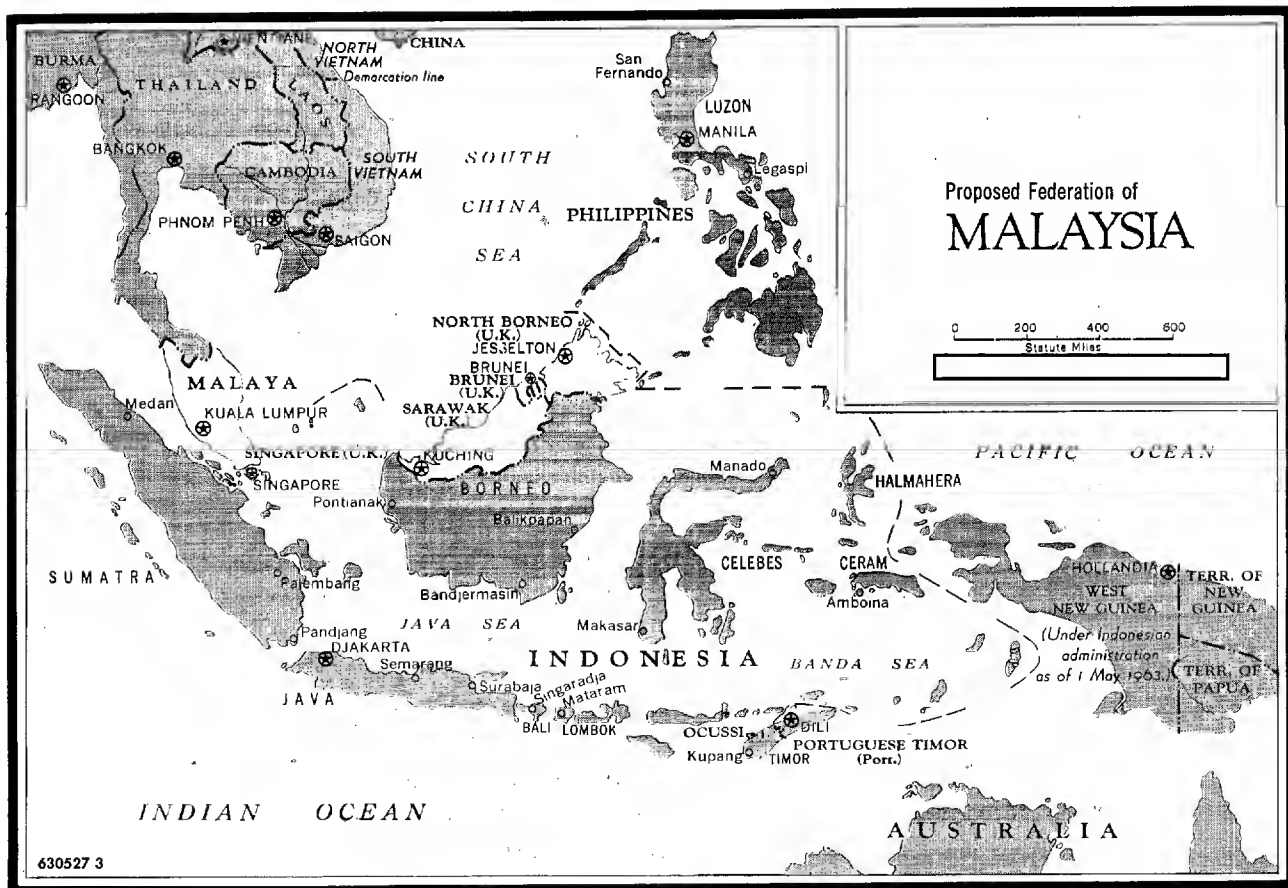 VIENTIANE
NORTH
VIETNAM
Demarcation line
CHINA
BURMA
RANGOON
THAILAND
LAOS
BANGKOK
CAMBODIA
SOUTH
VIETNAM
PHNOM PENH
SAIGON
SOUTH
CHINA
SEA
San
Fernando
LUZON
MANILA
Legaspi
PHILIPPINES
Proposed Federation of
MALAYSIA
0 200 400 600
Statute Miles
NORTH BORNEO
(U.K.)
JESSELTON
BRUNEI
BRUNEI
(U.K.)
SARAWAK
(U.K.)
KUCHING
MALAYA
Medan
KUALA LUMPUR
SINGAPORE (U.K.)
SINGAPORE
Pontianak
BORNEO
Balikpapan
Manado
HALMAHERA
PACIFIC OCEAN
SUMATRA
Palembang
Bandjermasin
CELEBES
CERAM
Amboina
HOLLANDIA
WEST
NEW GUINEA
(Under Indonesian
administration
as of 1 May 1963.)
TERR. OF
NEW
GUINEA
TERR. OF
PAPUA
Pandjang
DJAKARTA
JAVA SEA
Makasar
Semarang
INDONESIA
BANDA SEA
JAVA
Surabaja
Singaradja
Mataram
BALI
LOMBOK
OCUSSI
DILI
Kupang
TIMOR
PORTUGUESE TIMOR
(Port.)
INDIAN OCEAN
AUSTRALIA
630527 3